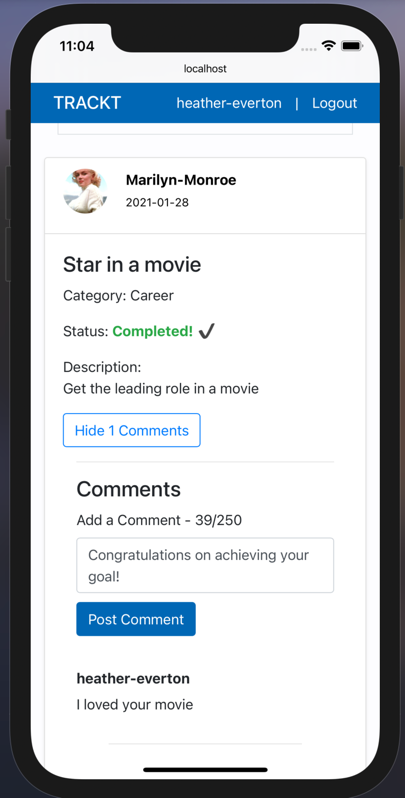 11:04
localhost
TRACKT heather-everton | Logout
Marilyn-Monroe
2021-01-28
Star in a movie
Category: Career
Status: Completed! ✔
Description:
Get the leading role in a movie
Hide 1 Comments
Comments
Add a Comment - 39/250
Congratulations on achieving your
goal!
Post Comment
heather-everton
I loved your movie